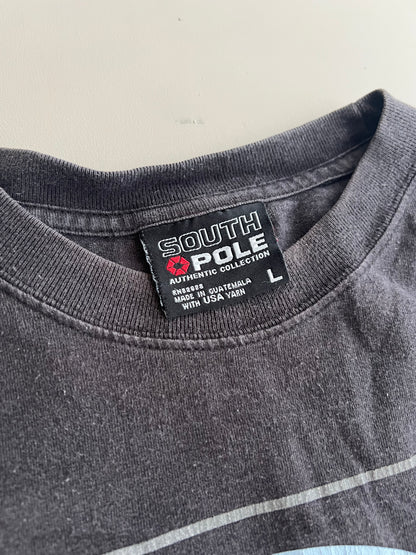 SOUTH
POLE
AUTHENTIC COLLECTION
L
MADE IN GUATEMALA
WITH USA YARN